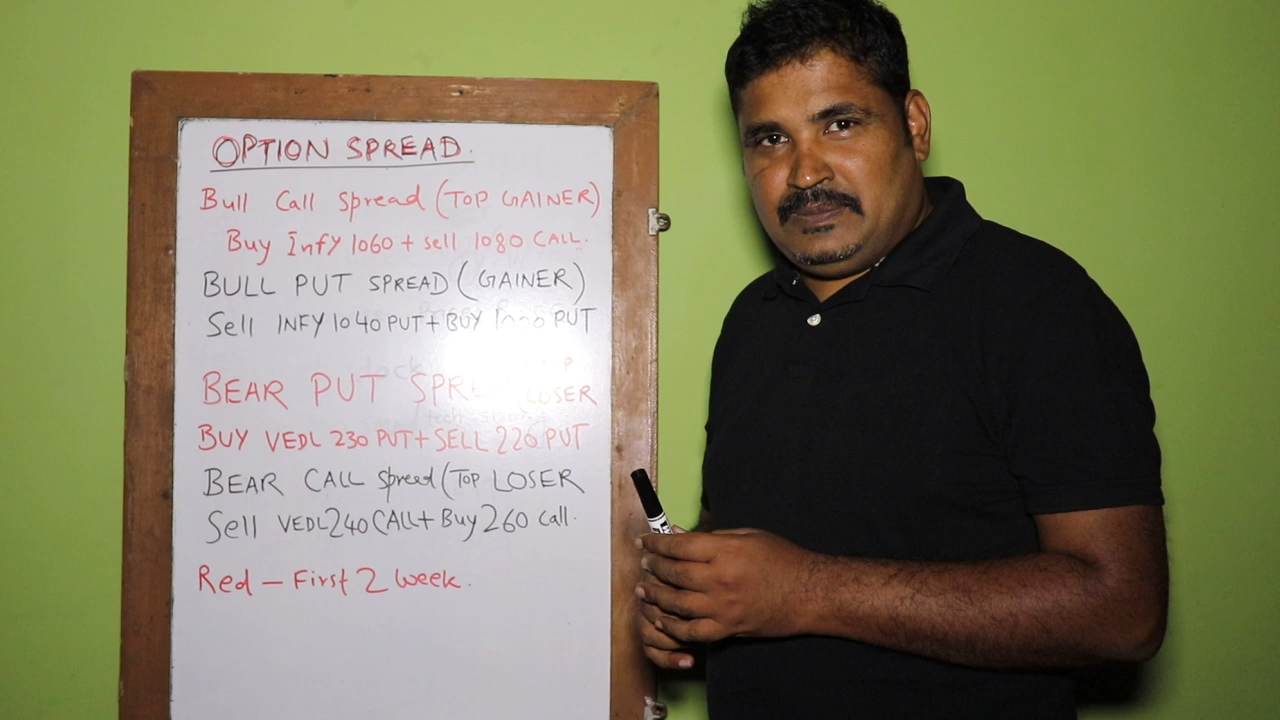 OPTION SPREAD.
Bull Call Spread (TOP GAINER)
Buy Infy 1060 + sell 1080 CALL.
BULL PUT SPREAD (GAINER)
Sell INFY 1040 PUT + BUY PUT
BEAR PUT LOSER
BUY VEDL 230 PUT + SELL 220 PUT
BEAR CALL Spread (TOP LOSER
Sell VEDL 240 CALL + Buy 260 Call.
Red - First 2 week.